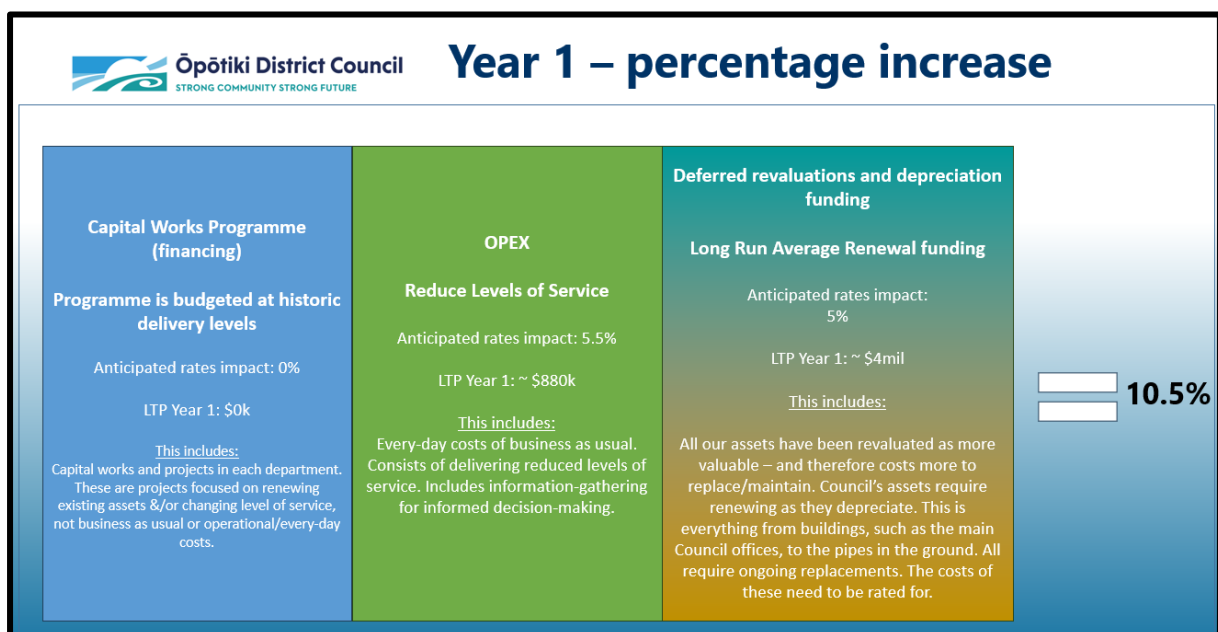 Ōpōtiki District Council
STRONG COMMUNITY STRONG FUTURE
Year 1 – percentage increase
Capital Works Programme
(financing)
Programme is budgeted at historic
delivery levels
Anticipated rates impact: 0%
LTP Year 1: $0k
This includes:
Capital works and projects in each department.
These are projects focused on renewing
existing assets &/or changing level of service,
not business as usual or operational/every-day
costs.
OPEX
Reduce Levels of Service
Anticipated rates impact: 5.5%
LTP Year 1: ~ $880k
This includes:
Every-day costs of business as usual.
Consists of delivering reduced levels of
service. Includes information-gathering
for informed decision-making.
Deferred revaluations and depreciation
funding
Long Run Average Renewal funding
Anticipated rates impact:
5%
LTP Year 1: ~ $4mil
This includes:
All our assets have been revaluated as more
valuable – and therefore costs more to
replace/maintain. Council’s assets require
renewing as they depreciate. This is
everything from buildings, such as the main
Council offices, to the pipes in the ground. All
require ongoing replacements. The costs of
these need to be rated for.
10.5%